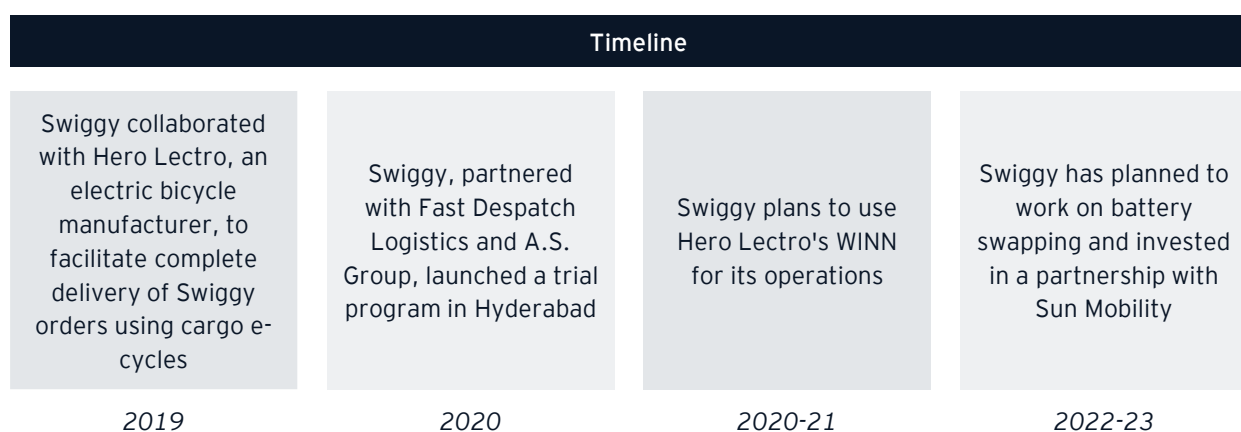 Timeline
Swiggy collaborated
with Hero Lectro, an
electric bicycle
manufacturer, to
facilitate complete
delivery of Swiggy
orders using cargo e-
cycles
2019
Swiggy, partnered
with Fast Despatch
Logistics and A.S.
Group, launched a trial
program in Hyderabad
2020
Swiggy plans to use
Hero Lectro's WINN
for its operations
2020-21
Swiggy has planned to
work on battery
swapping and invested
in a partnership with
Sun Mobility
2022-23